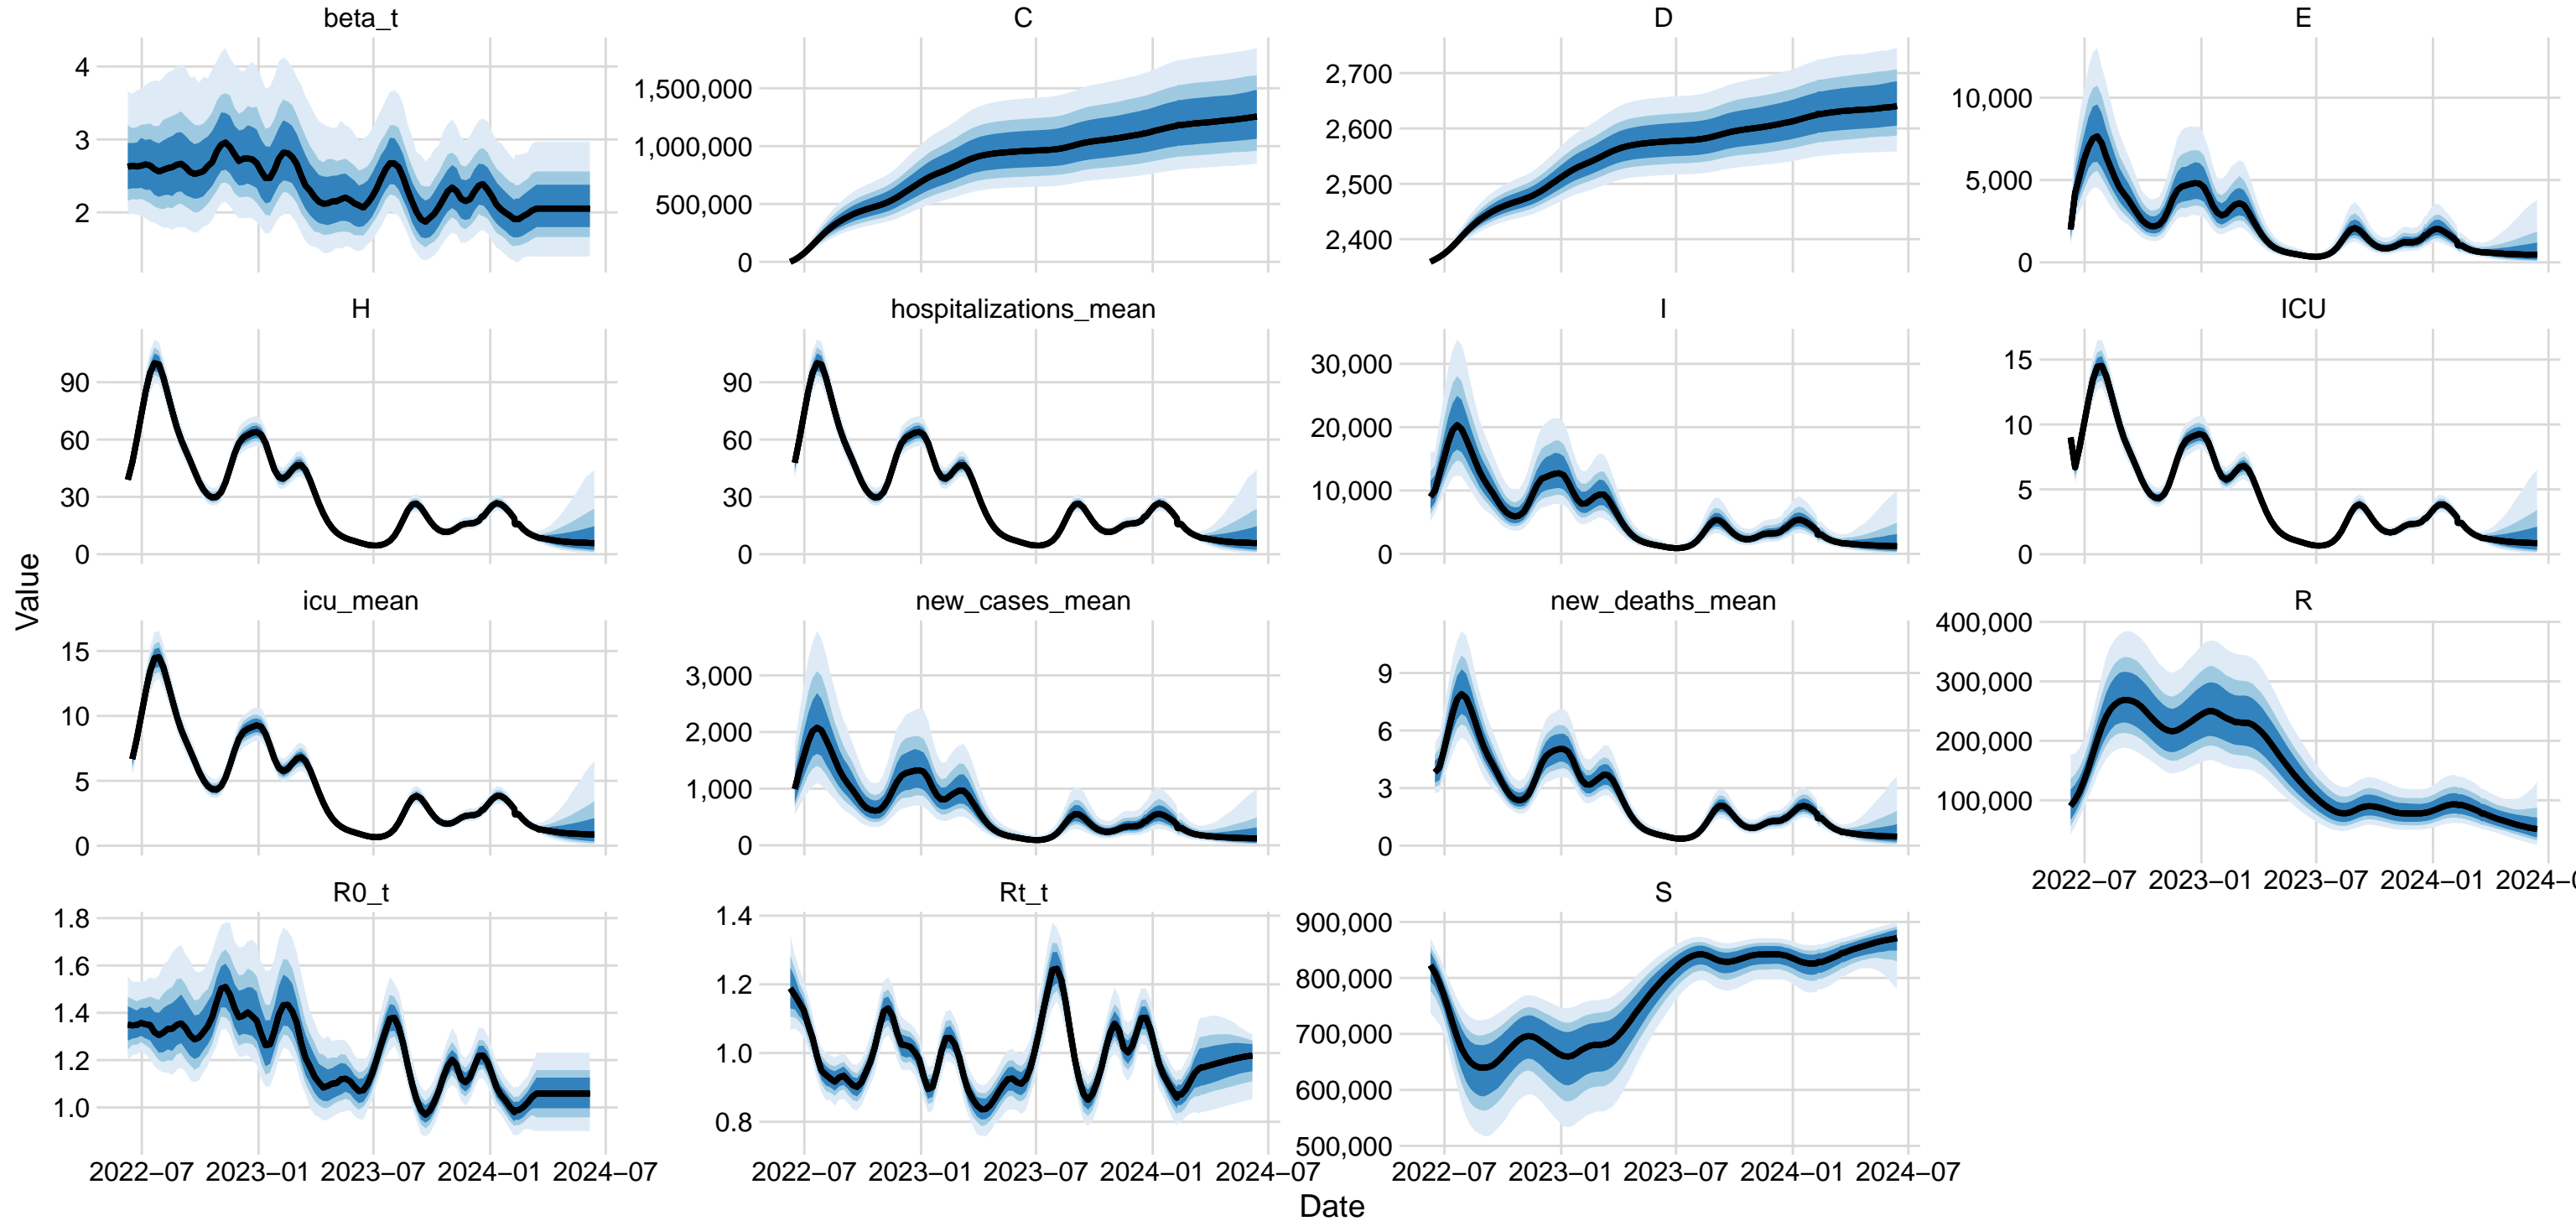 beta_t
C
D
E
4
3
2
1,500,000
1,000,000
500,000
0
2,700
2,600
2,500
2,400
10,000
5,000
0
H
hospitalizations_mean
I
ICU
90
60
30
0
90
60
30
0
30,000
20,000
10,000
0
15
10
5
0
Value
icu_mean
new_cases_mean
new_deaths_mean
R
15
10
5
0
3,000
2,000
1,000
0
9
6
3
0
400,000
300,000
200,000
100,000
2022−07 2023−01 2023−07 2024−01 2024−0
R0_t
Rt_t
S
1.8
1.6
1.4
1.2
1.0
1.4
1.2
1.0
0.8
900,000
800,000
700,000
600,000
500,000
2022−07 2023−01 2023−07 2024−01 2024−07
2022−07 2023−01 2023−07 2024−01 2024−07
2022−07 2023−01 2023−07 2024−01 2024−07
Date